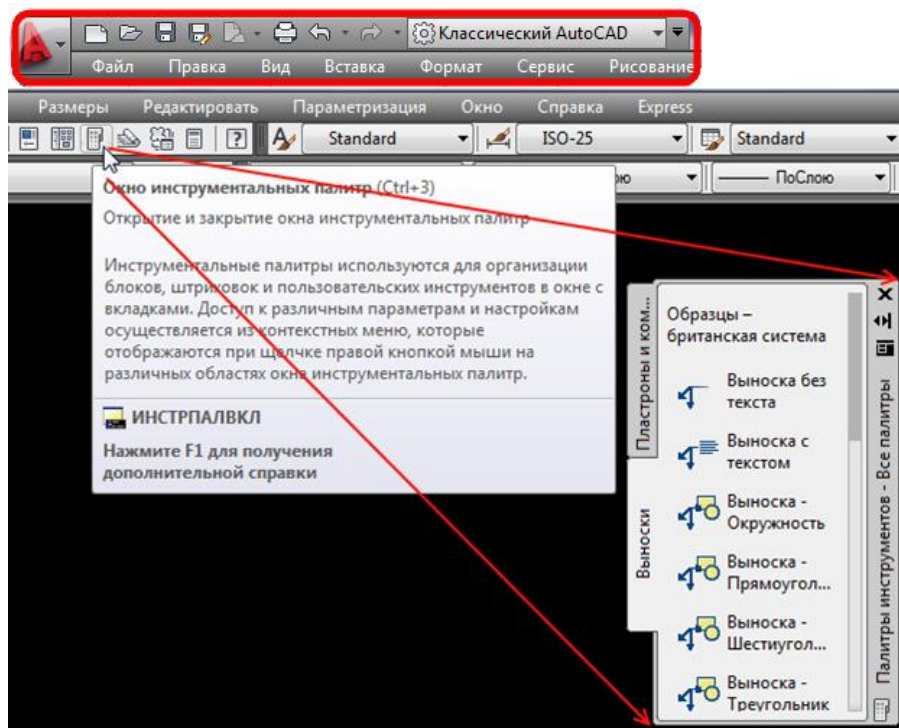 Классический AutoCAD
Файл Правка Вид Вставка Формат Сервис Рисование
Размеры Редактировать Параметризация Окно Справка Express
Standard ISO-25 Standard
ПоСлою
Окно инструментальных палитр (Ctrl+3)
Открытие и закрытие окна инструментальных палитр
Инструментальные палитры используются для организации
блоков, штриховок и пользовательских инструментов в окне с
вкладками. Доступ к различным параметрам и настройкам
осуществляется из контекстных меню, которые
отображаются при щелчке правой кнопкой мыши на
различных областях окна инструментальных палитр.
ИНСТРПАЛВКЛ
Нажмите F1 для получения
дополнительной справки
Пластроны и ком...
Выноски
Образцы –
британская система
Выноска без
текста
Выноска с
текстом
Выноска -
Окружность
Выноска -
Прямоугол...
Выноска -
Шестиугол...
Выноска -
Треугольник
Палитры инструментов - Все палитры